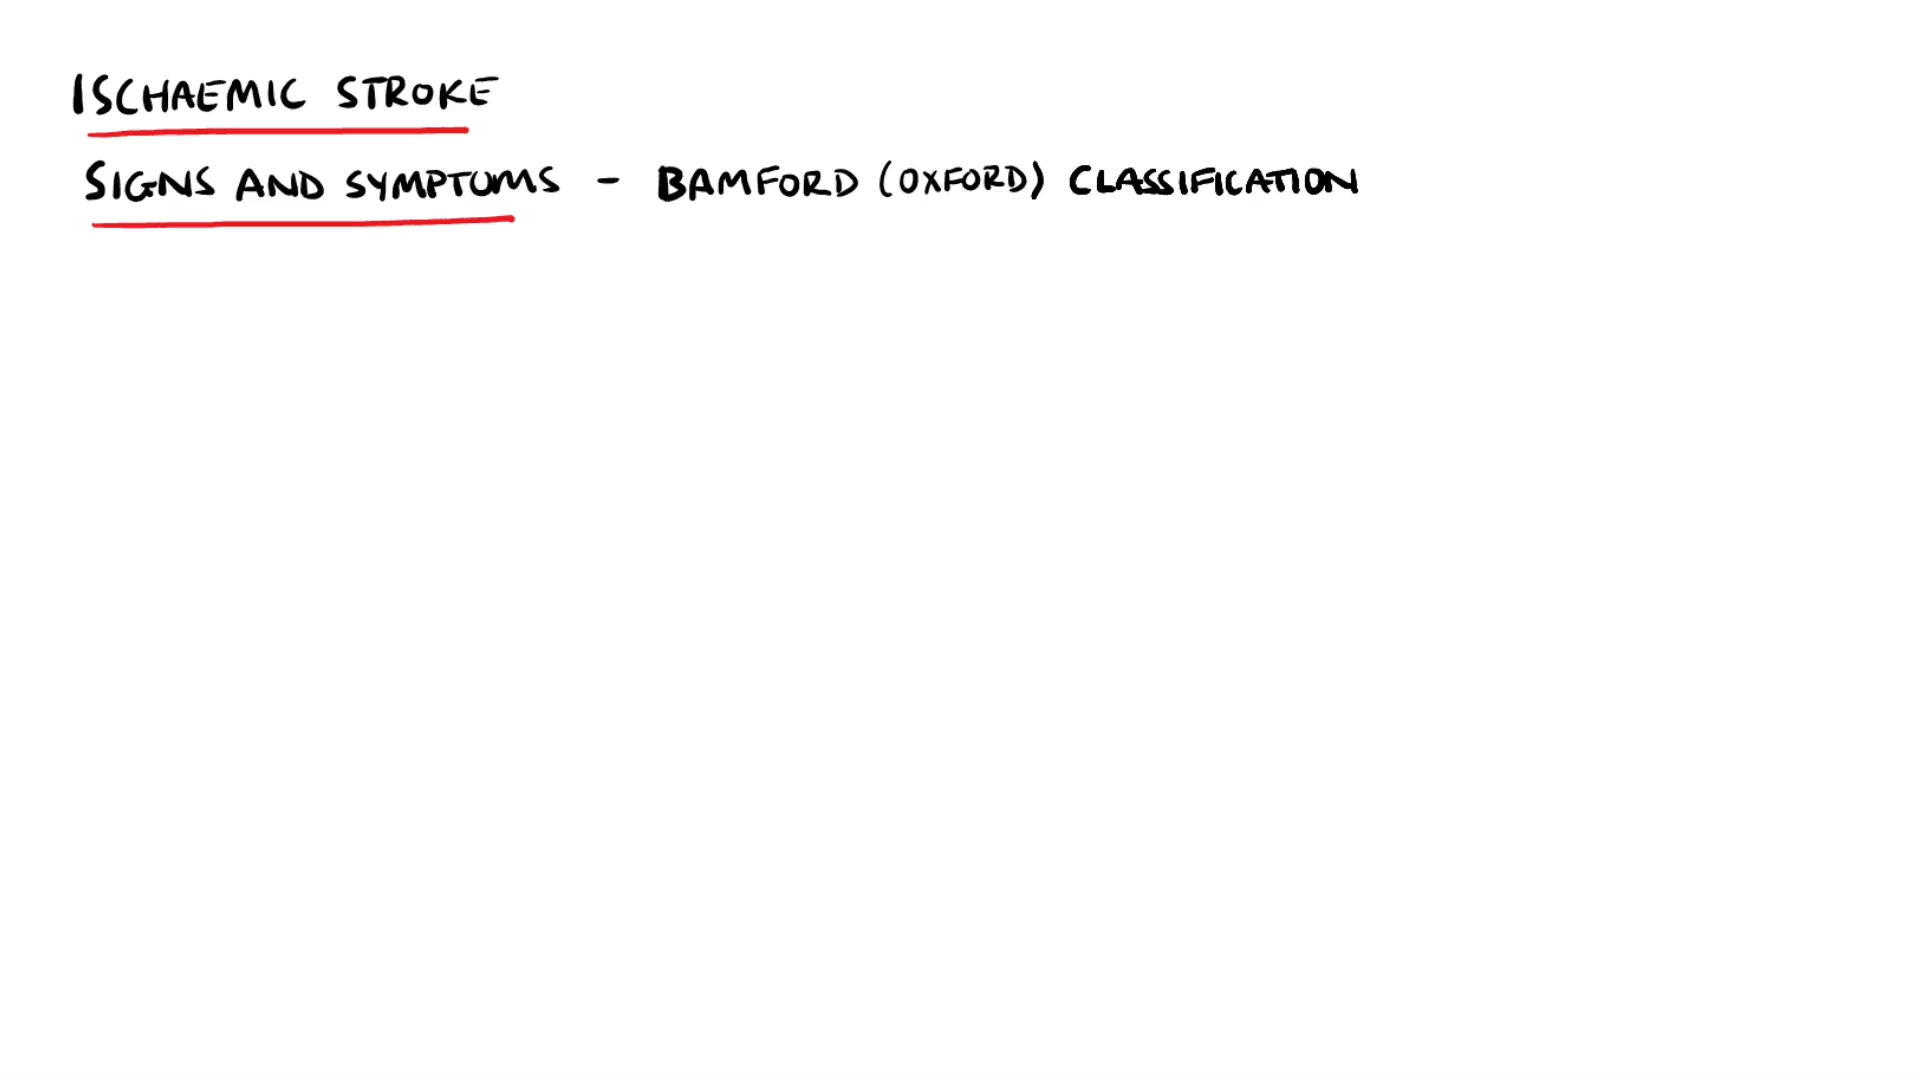 ISCHAEMIC STROKE
SIGNS AND SYMPTOMS - BAMFORD (OXFORD) CLASSIFICATION